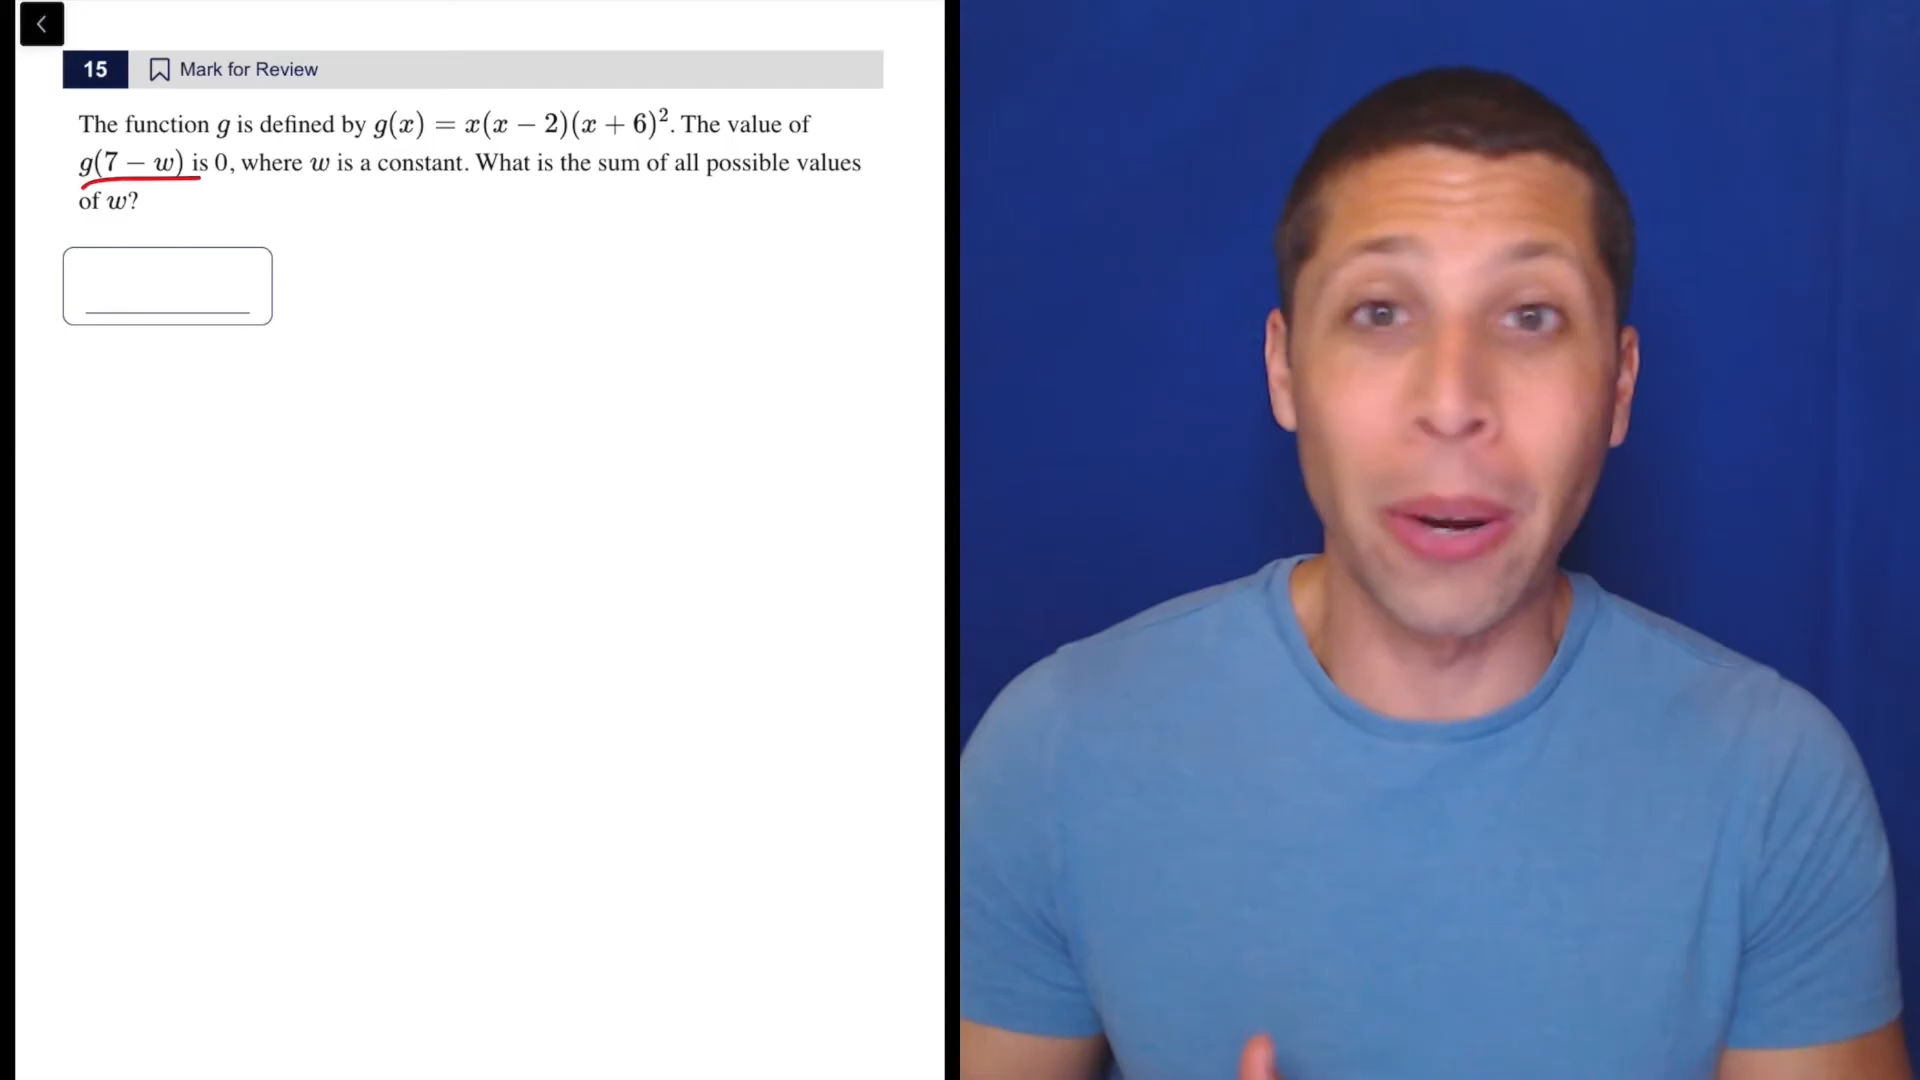 15 Mark for Review
The function g is defined by g(x) = x(x − 2)(x + 6)². The value of
g(7 − w) is 0, where w is a constant. What is the sum of all possible values
of w?